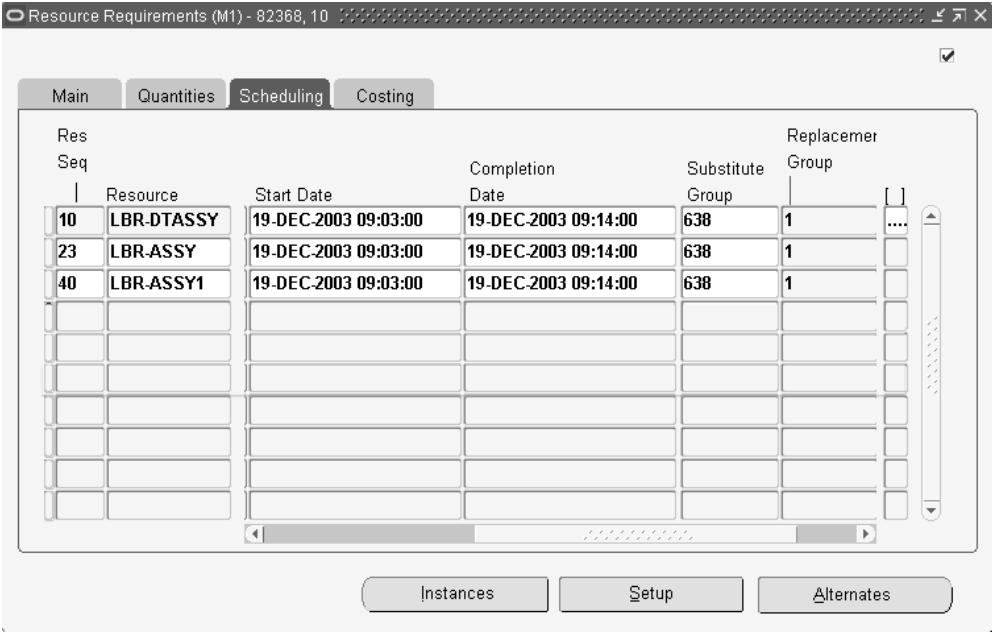 Resource Requirements (M1) - 82368, 10
Main Quantities Scheduling Costing
Res Seq Resource Start Date Completion Date Substitute Group Replacemer Group [ ]
10 LBR-DTASSY 19-DEC-2003 09:03:00 19-DEC-2003 09:14:00 638 1 ....
23 LBR-ASSY 19-DEC-2003 09:03:00 19-DEC-2003 09:14:00 638 1
40 LBR-ASSY1 19-DEC-2003 09:03:00 19-DEC-2003 09:14:00 638 1
Instances Setup Alternates